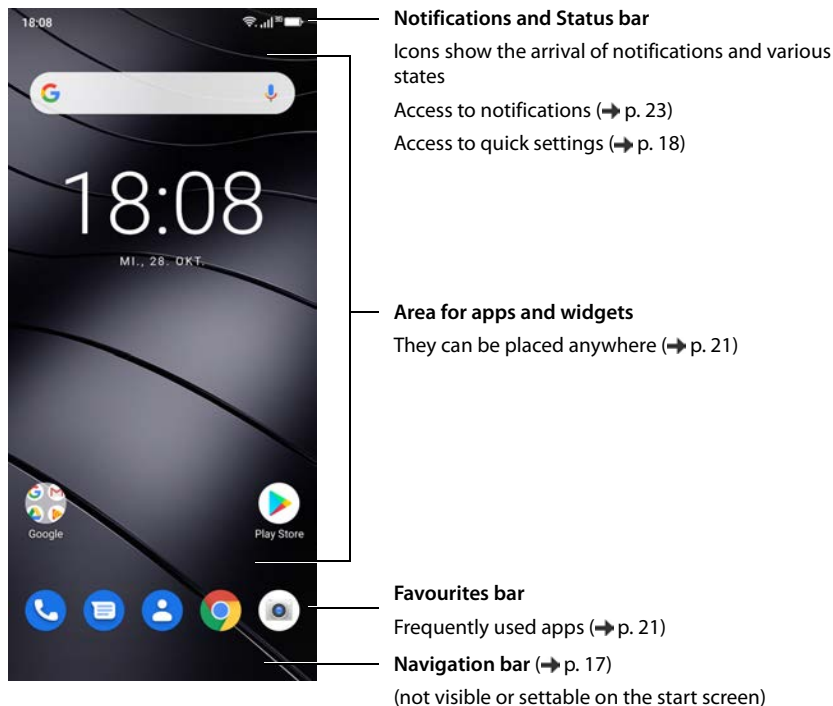 18:08
Notifications and Status bar
Icons show the arrival of notifications and various
states
Access to notifications (➔ p. 23)
Access to quick settings (➔ p. 18)
18:08
MI., 28. OKT.
Area for apps and widgets
They can be placed anywhere (➔ p. 21)
Google
Play Store
Favourites bar
Frequently used apps (➔ p. 21)
Navigation bar (➔ p. 17)
(not visible or settable on the start screen)